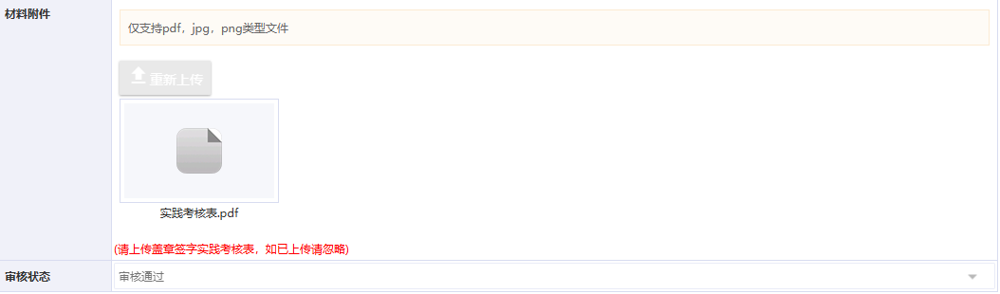 材料附件
仅支持pdf，jpg，png类型文件
重新上传
实践考核表.pdf
(请上传盖章签字实践考核表，如已上传请忽略)
审核状态
审核通过